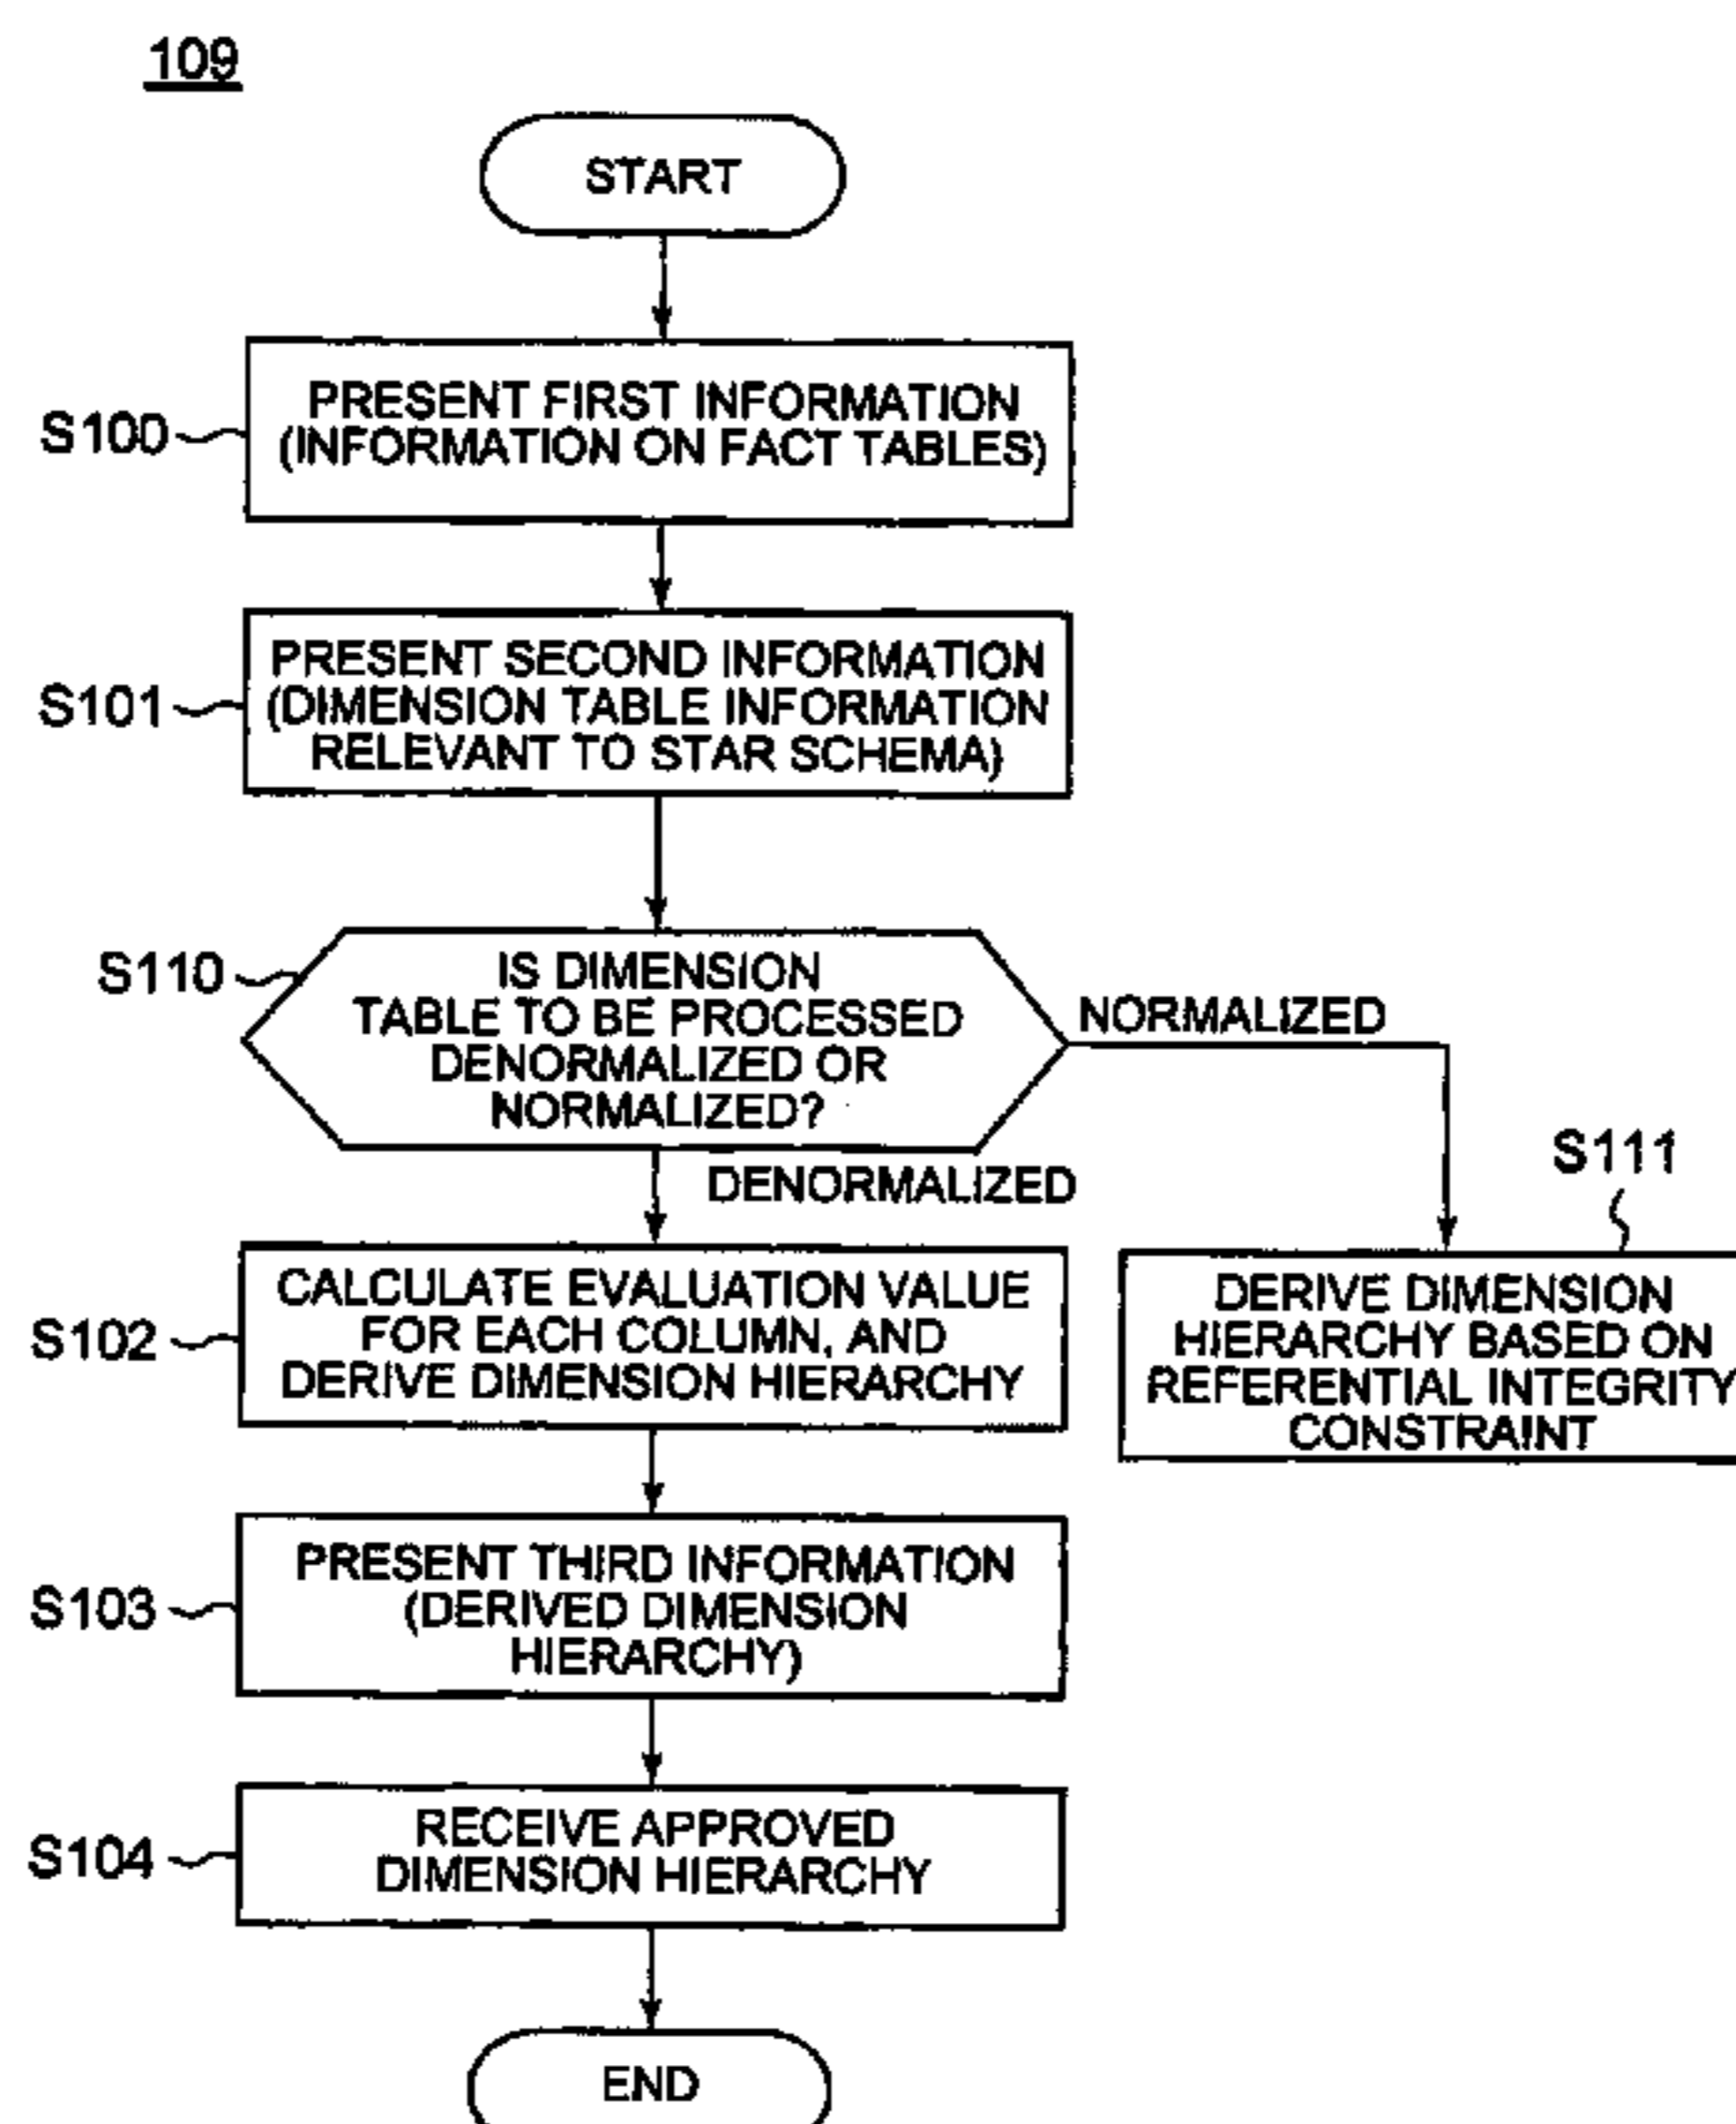 109
START
S100
PRESENT FIRST INFORMATION
(INFORMATION ON FACT TABLES)
S101
PRESENT SECOND INFORMATION
(DIMENSION TABLE INFORMATION
RELEVANT TO STAR SCHEMA)
S110
IS DIMENSION
TABLE TO BE PROCESSED
DENORMALIZED OR
NORMALIZED?
NORMALIZED
DENORMALIZED
S111
DERIVE DIMENSION
HIERARCHY BASED ON
REFERENTIAL INTEGRITY
CONSTRAINT
S102
CALCULATE EVALUATION VALUE
FOR EACH COLUMN, AND
DERIVE DIMENSION HIERARCHY
S103
PRESENT THIRD INFORMATION
(DERIVED DIMENSION
HIERARCHY)
S104
RECEIVE APPROVED
DIMENSION HIERARCHY
END